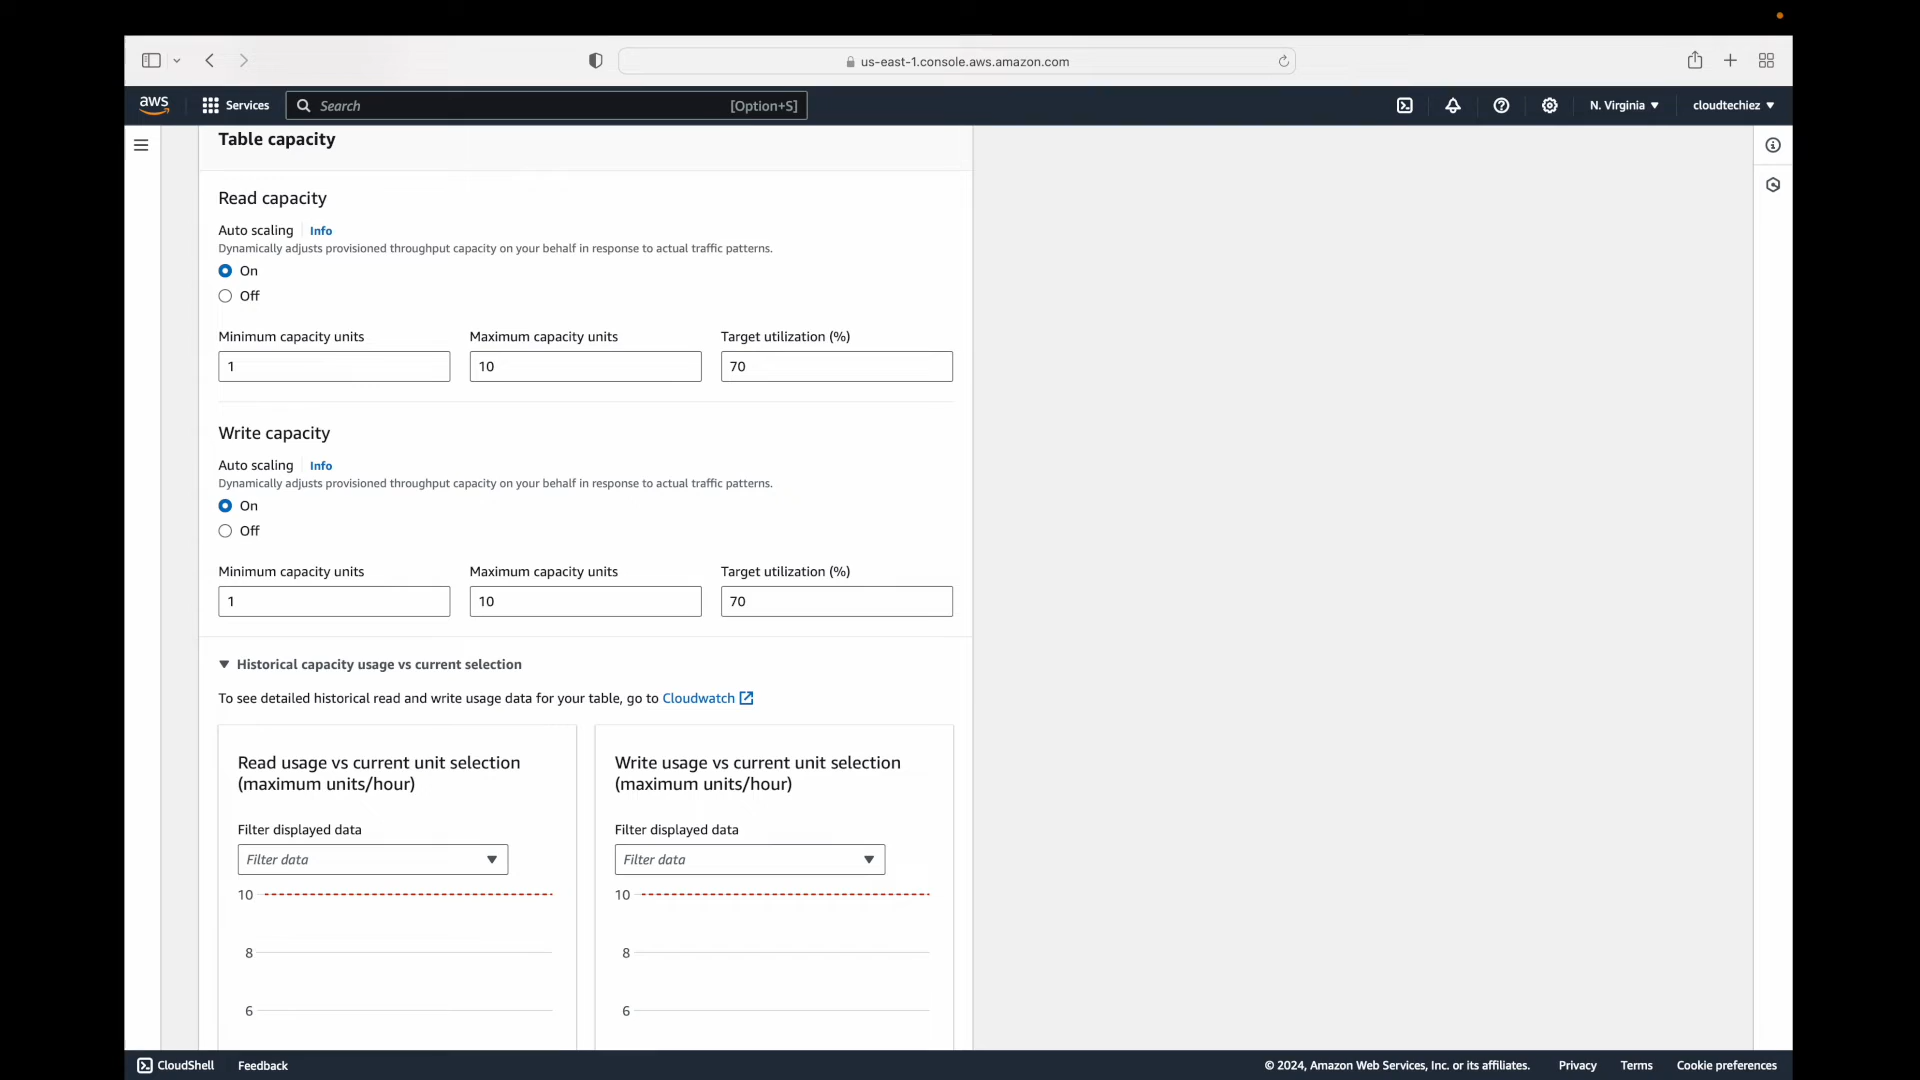 us-east-1.console.aws.amazon.com
aws
Services
Search
[Option+S]
N. Virginia
cloudtechiez
Table capacity
Read capacity
Auto scaling Info
Dynamically adjusts provisioned throughput capacity on your behalf in response to actual traffic patterns.
On
Off
Minimum capacity units
Maximum capacity units
Target utilization (%)
1
10
70
Write capacity
Auto scaling Info
Dynamically adjusts provisioned throughput capacity on your behalf in response to actual traffic patterns.
On
Off
Minimum capacity units
Maximum capacity units
Target utilization (%)
1
10
70
Historical capacity usage vs current selection
To see detailed historical read and write usage data for your table, go to Cloudwatch
Read usage vs current unit selection
(maximum units/hour)
Filter displayed data
Filter data
10
8
6
Write usage vs current unit selection
(maximum units/hour)
Filter displayed data
Filter data
10
8
6
CloudShell
Feedback
© 2024, Amazon Web Services, Inc. or its affiliates.
Privacy
Terms
Cookie preferences